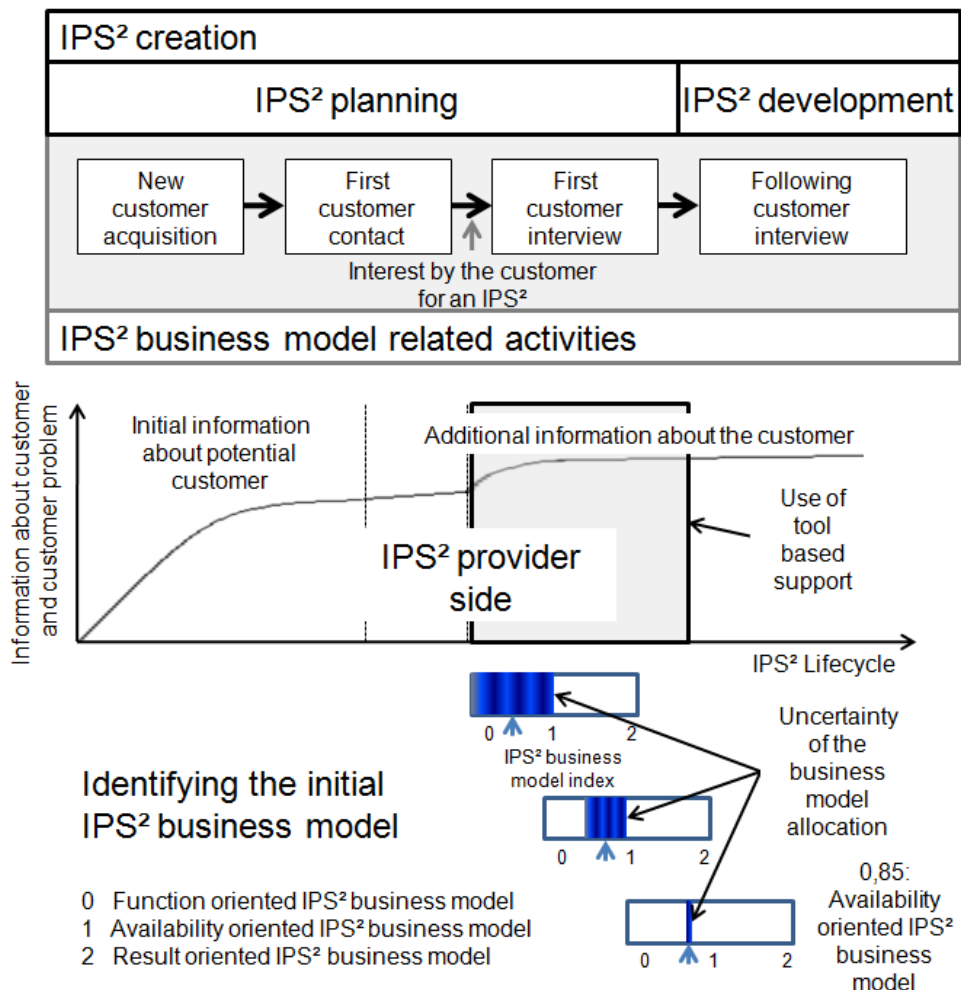 IPS² creation
IPS² planning
IPS² development
New
customer
acquisition
First
customer
contact
First
customer
interview
Following
customer
interview
Interest by the customer
for an IPS²
IPS² business model related activities
Information about customer
and customer problem
Initial information
about potential
customer
Additional information about the customer
IPS² provider
side
Use of
tool
based
support
IPS² Lifecycle
0 1 2
IPS² business
model index
Uncertainty
of the
business
model
allocation
Identifying the initial
IPS² business model
0 1 2
0 Function oriented IPS² business model
1 Availability oriented IPS² business model
2 Result oriented IPS² business model
0 1 2
0,85:
Availability
oriented IPS²
business
model